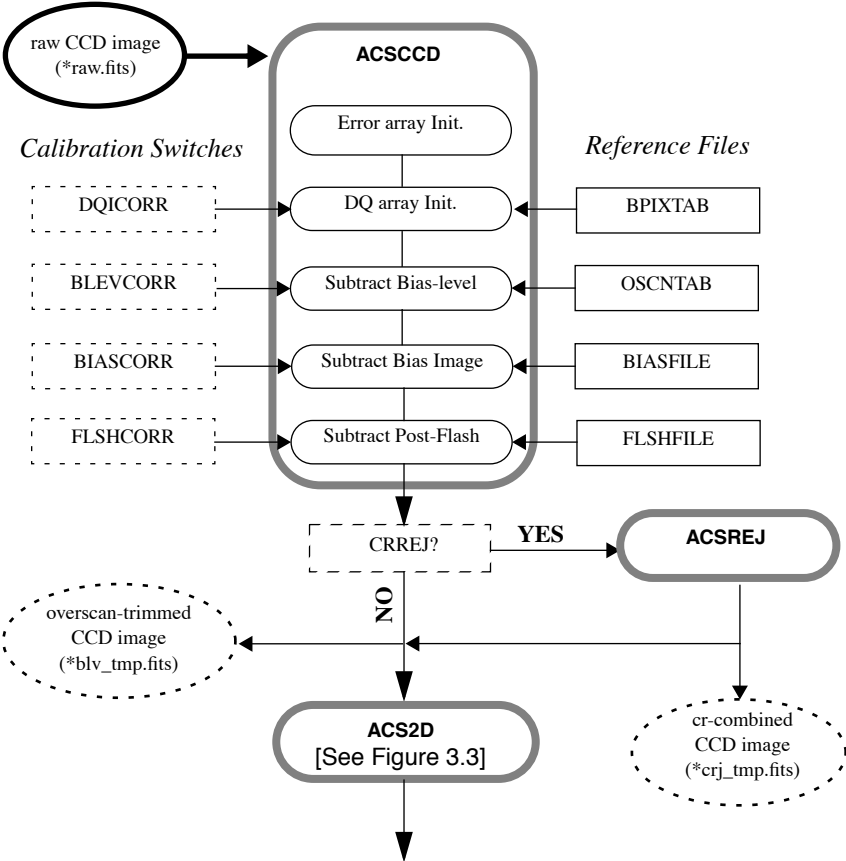 raw CCD image
(*raw.fits)
ACSCCD
Error array Init.
Calibration Switches
Reference Files
DQICORR
DQ array Init.
BPIXTAB
BLEVCORR
Subtract Bias-level
OSCNTAB
BIASCORR
Subtract Bias Image
BIASFILE
FLSHCORR
Subtract Post-Flash
FLSHFILE
CRREJ?
YES
ACSREJ
NO
overscan-trimmed
CCD image
(*blv_tmp.fits)
ACS2D
[See Figure 3.3]
cr-combined
CCD image
(*crj_tmp.fits)